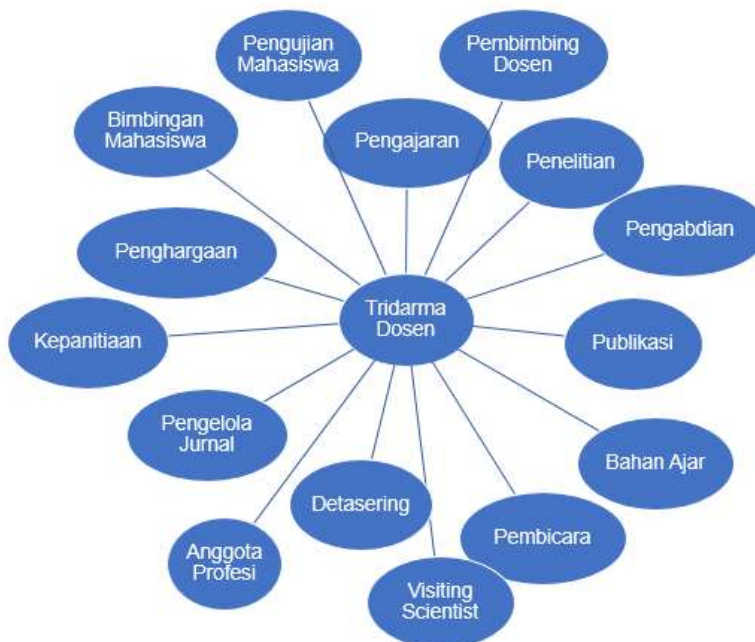 Pengujian
Mahasiswa
Pembimbing
Dosen
Bimbingan
Mahasiswa
Pengajaran
Penelitian
Pengabdian
Penghargaan
Tridarma
Dosen
Kepanitiaan
Publikasi
Pengelola
Jurnal
Bahan Ajar
Detasering
Pembicara
Anggota
Profesi
Visiting
Scientist